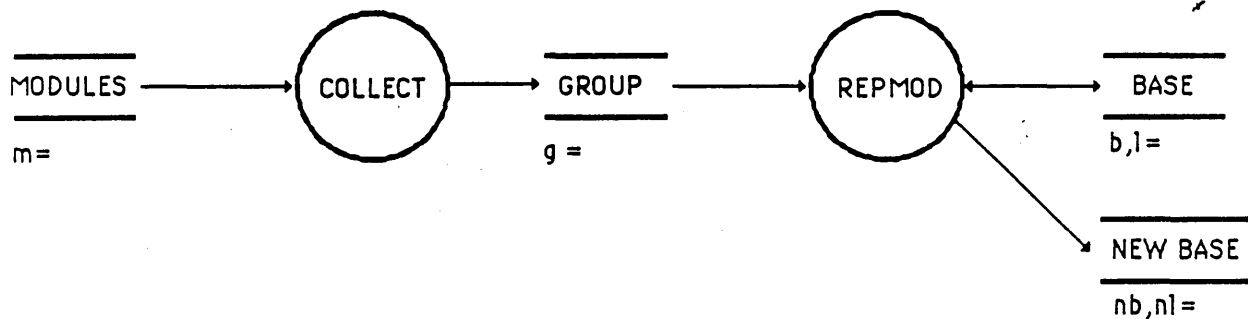 MODULES
m=
COLLECT
GROUP
g =
REPMOD
BASE
b,l=
NEW BASE
nb,nl=